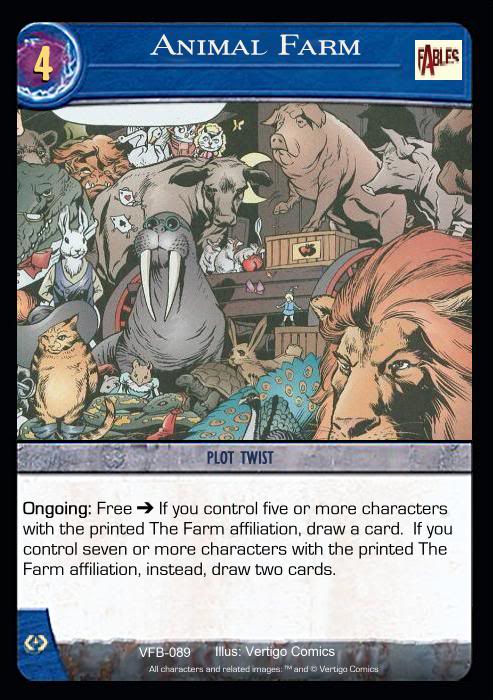 4
ANIMAL FARM
FABLES
PLOT TWIST
Ongoing: Free ➔ If you control five or more characters
with the printed The Farm affiliation, draw a card. If you
control seven or more characters with the printed The
Farm affiliation, instead, draw two cards.
VFB-089 Illus: Vertigo Comics
All characters and related images: ™ and © Vertigo Comics